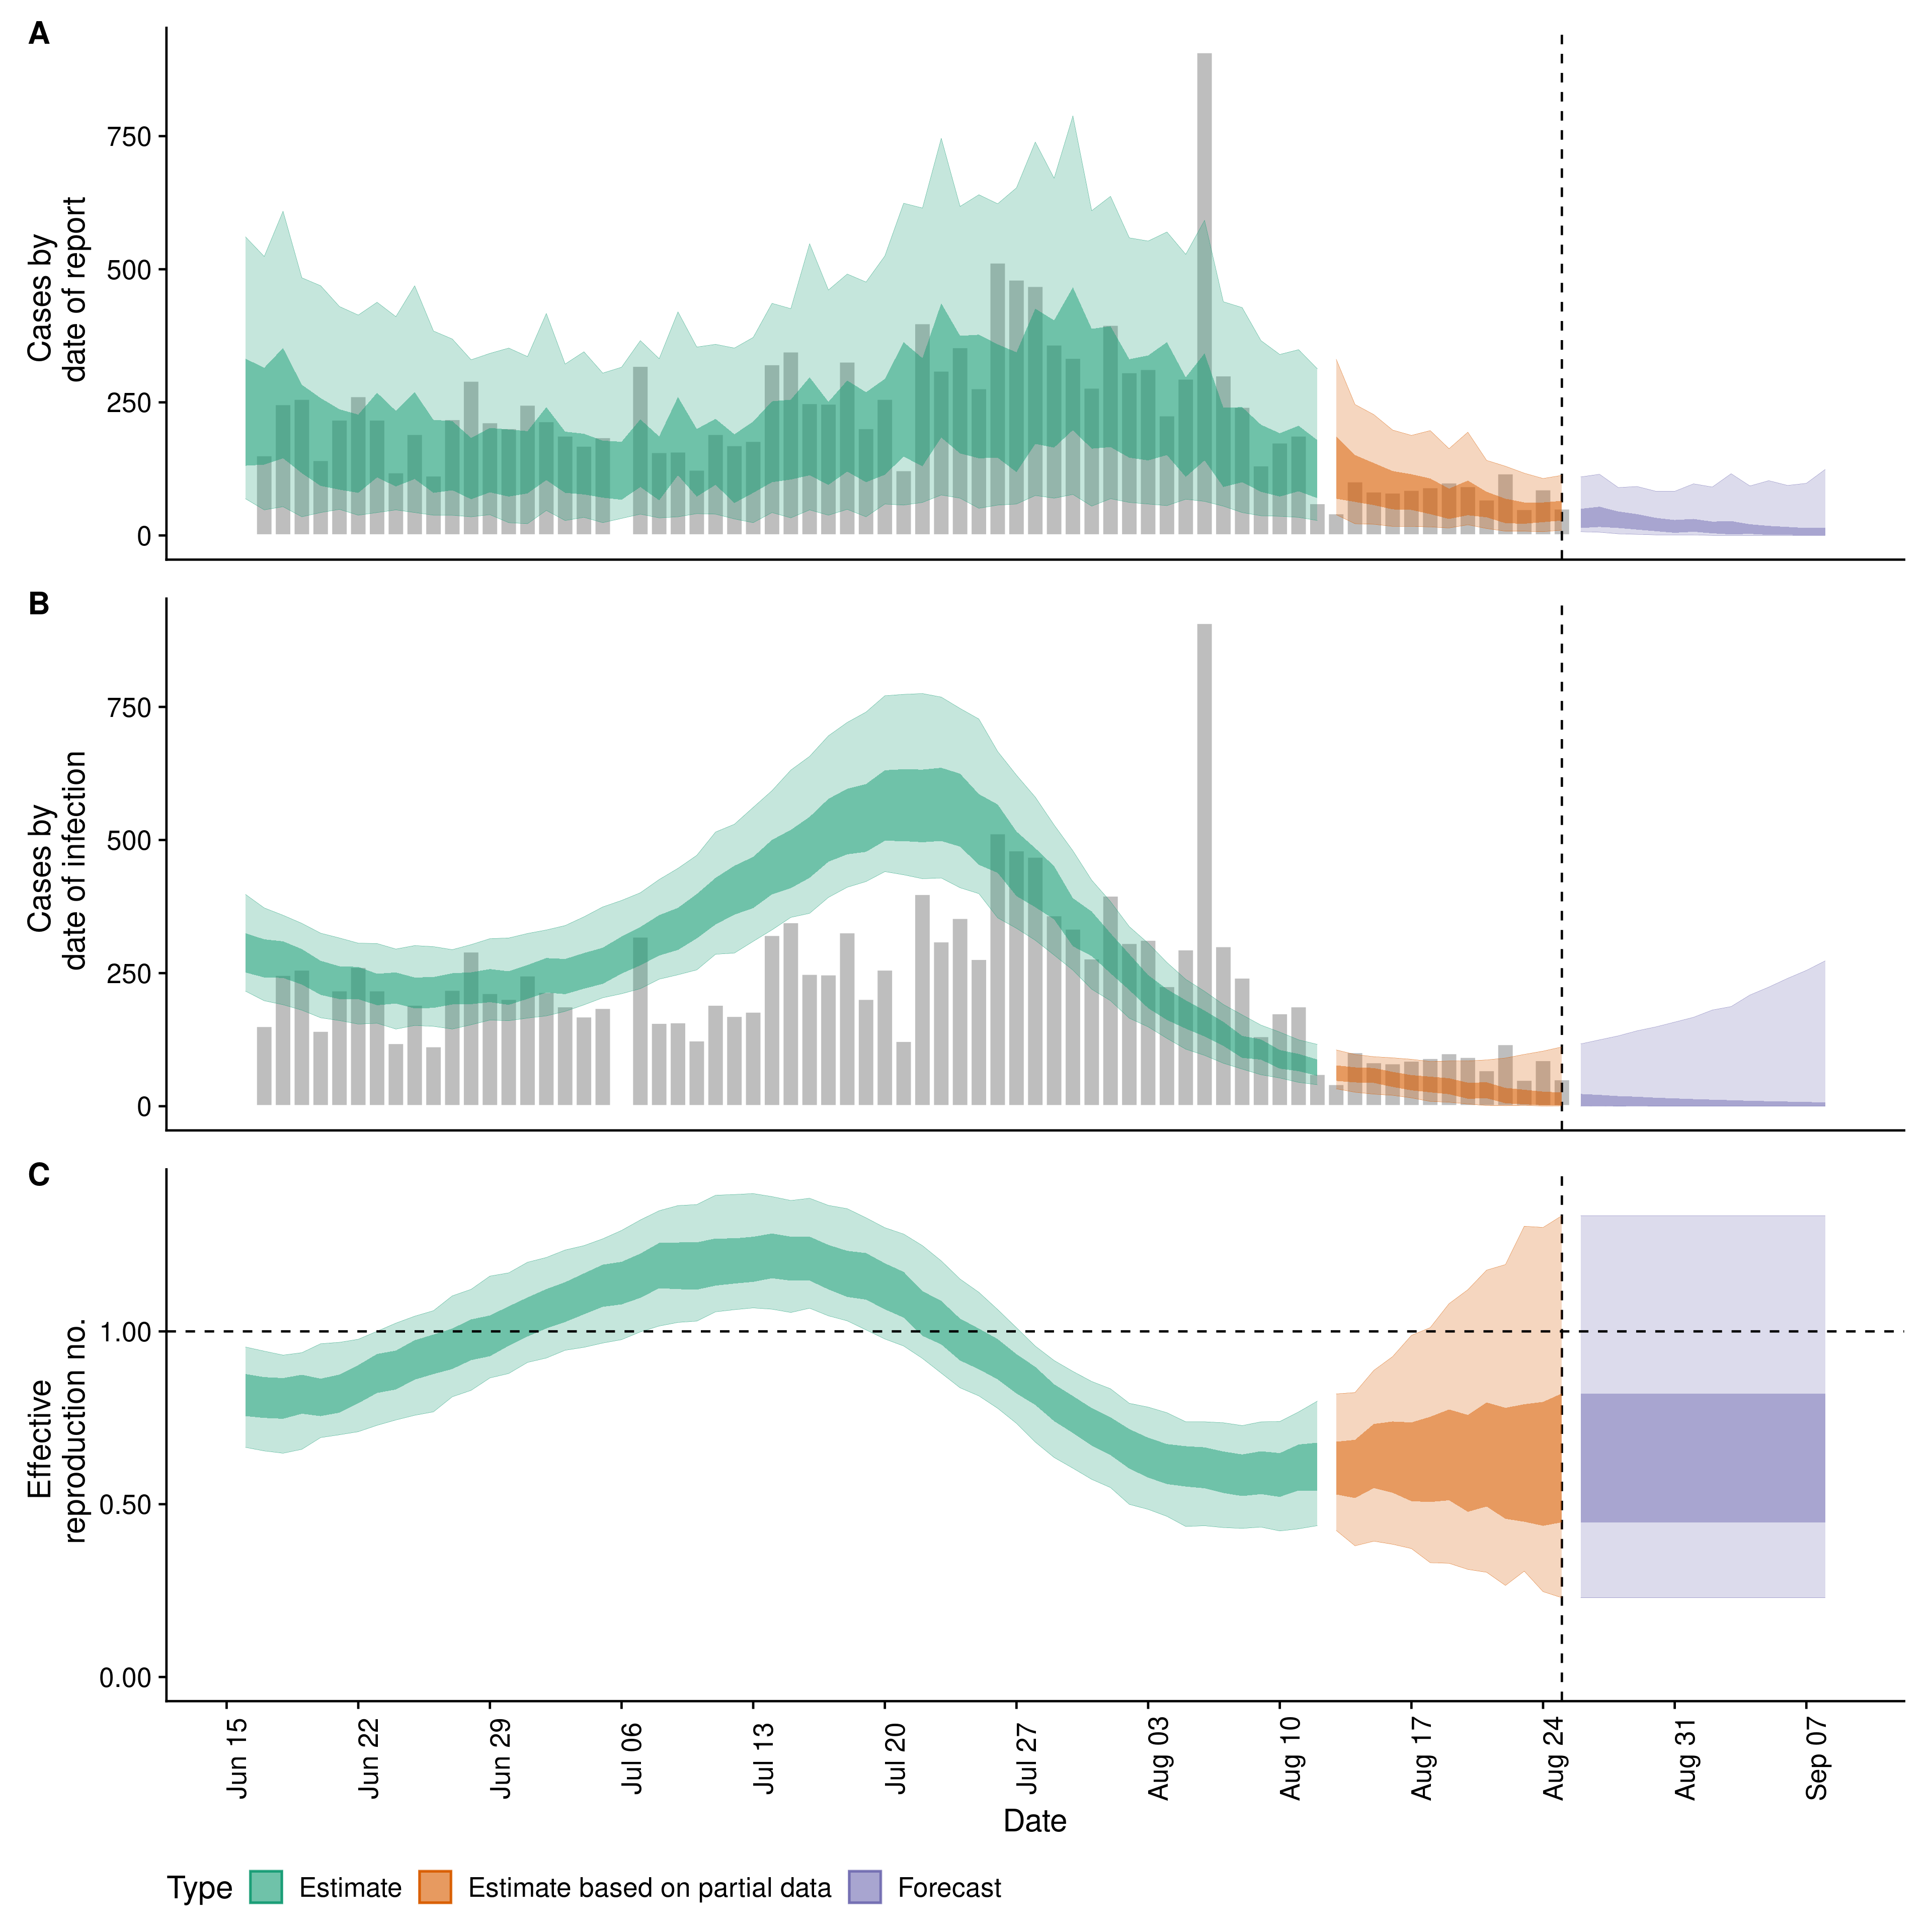 A
Cases by
date of report
750
500
250
0
B
Cases by
date of infection
750
500
250
0
C
Effective
reproduction no.
1.00
0.50
0.00
Jun 15
Jun 22
Jun 29
Jul 06
Jul 13
Jul 20
Jul 27
Aug 03
Aug 10
Aug 17
Aug 24
Aug 31
Sep 07
Date
Type Estimate Estimate based on partial data Forecast